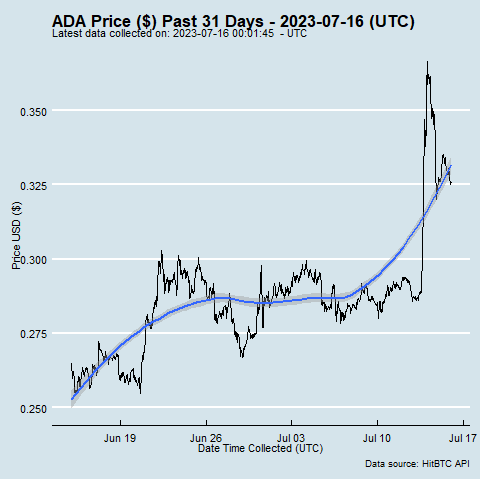 ADA Price ($) Past 31 Days - 2023-07-16 (UTC)
Latest data collected on: 2023-07-16 00:01:45  - UTC
Price USD ($)
0.350
0.325
0.300
0.275
0.250
Jun 19
Jun 26
Jul 03
Jul 10
Jul 17
Date Time Collected (UTC)
Data source: HitBTC API